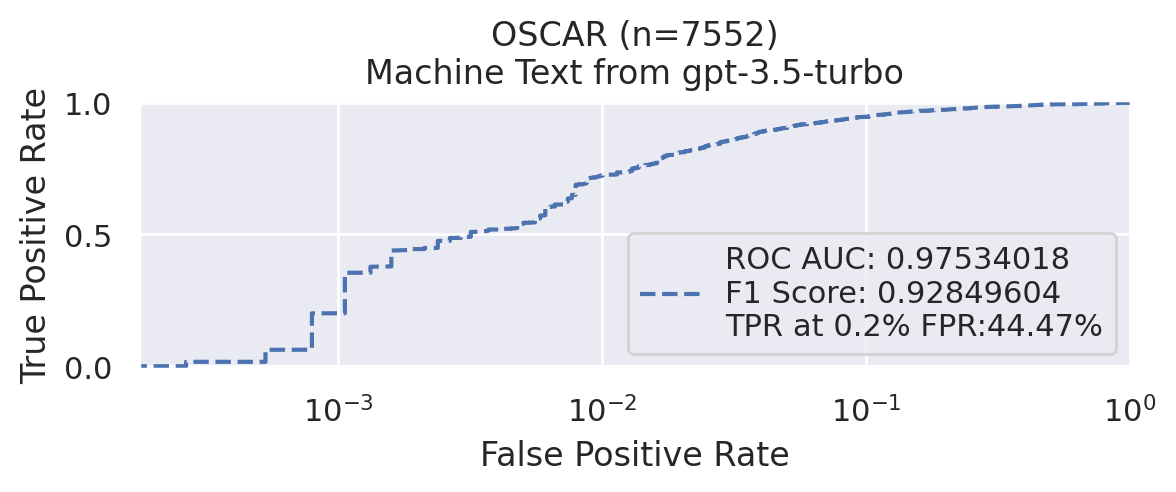 OSCAR (n=7552)
Machine Text from gpt-3.5-turbo
True Positive Rate
1.0
0.5
0.0
ROC AUC: 0.97534018
F1 Score: 0.92849604
TPR at 0.2% FPR:44.47%
10⁻³ 10⁻² 10⁻¹ 10⁰
False Positive Rate